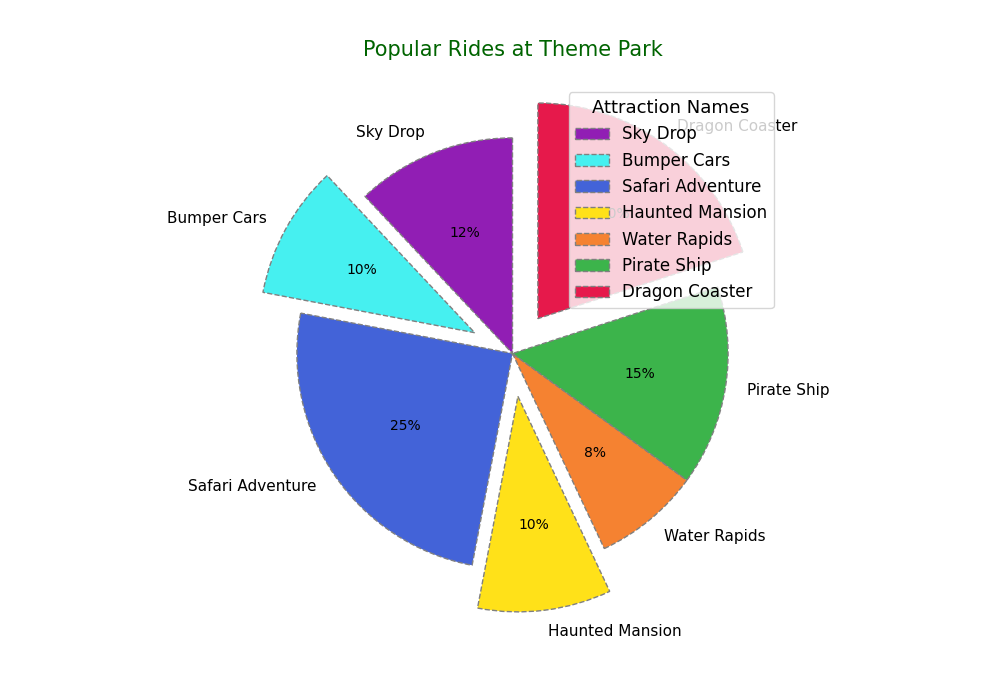 Popular Rides at Theme Park
Sky Drop
Bumper Cars
Safari Adventure
Haunted Mansion
Water Rapids
Pirate Ship
Dragon Coaster
12%
10%
25%
10%
8%
15%
Attraction Names
Sky Drop
Bumper Cars
Safari Adventure
Haunted Mansion
Water Rapids
Pirate Ship
Dragon Coaster